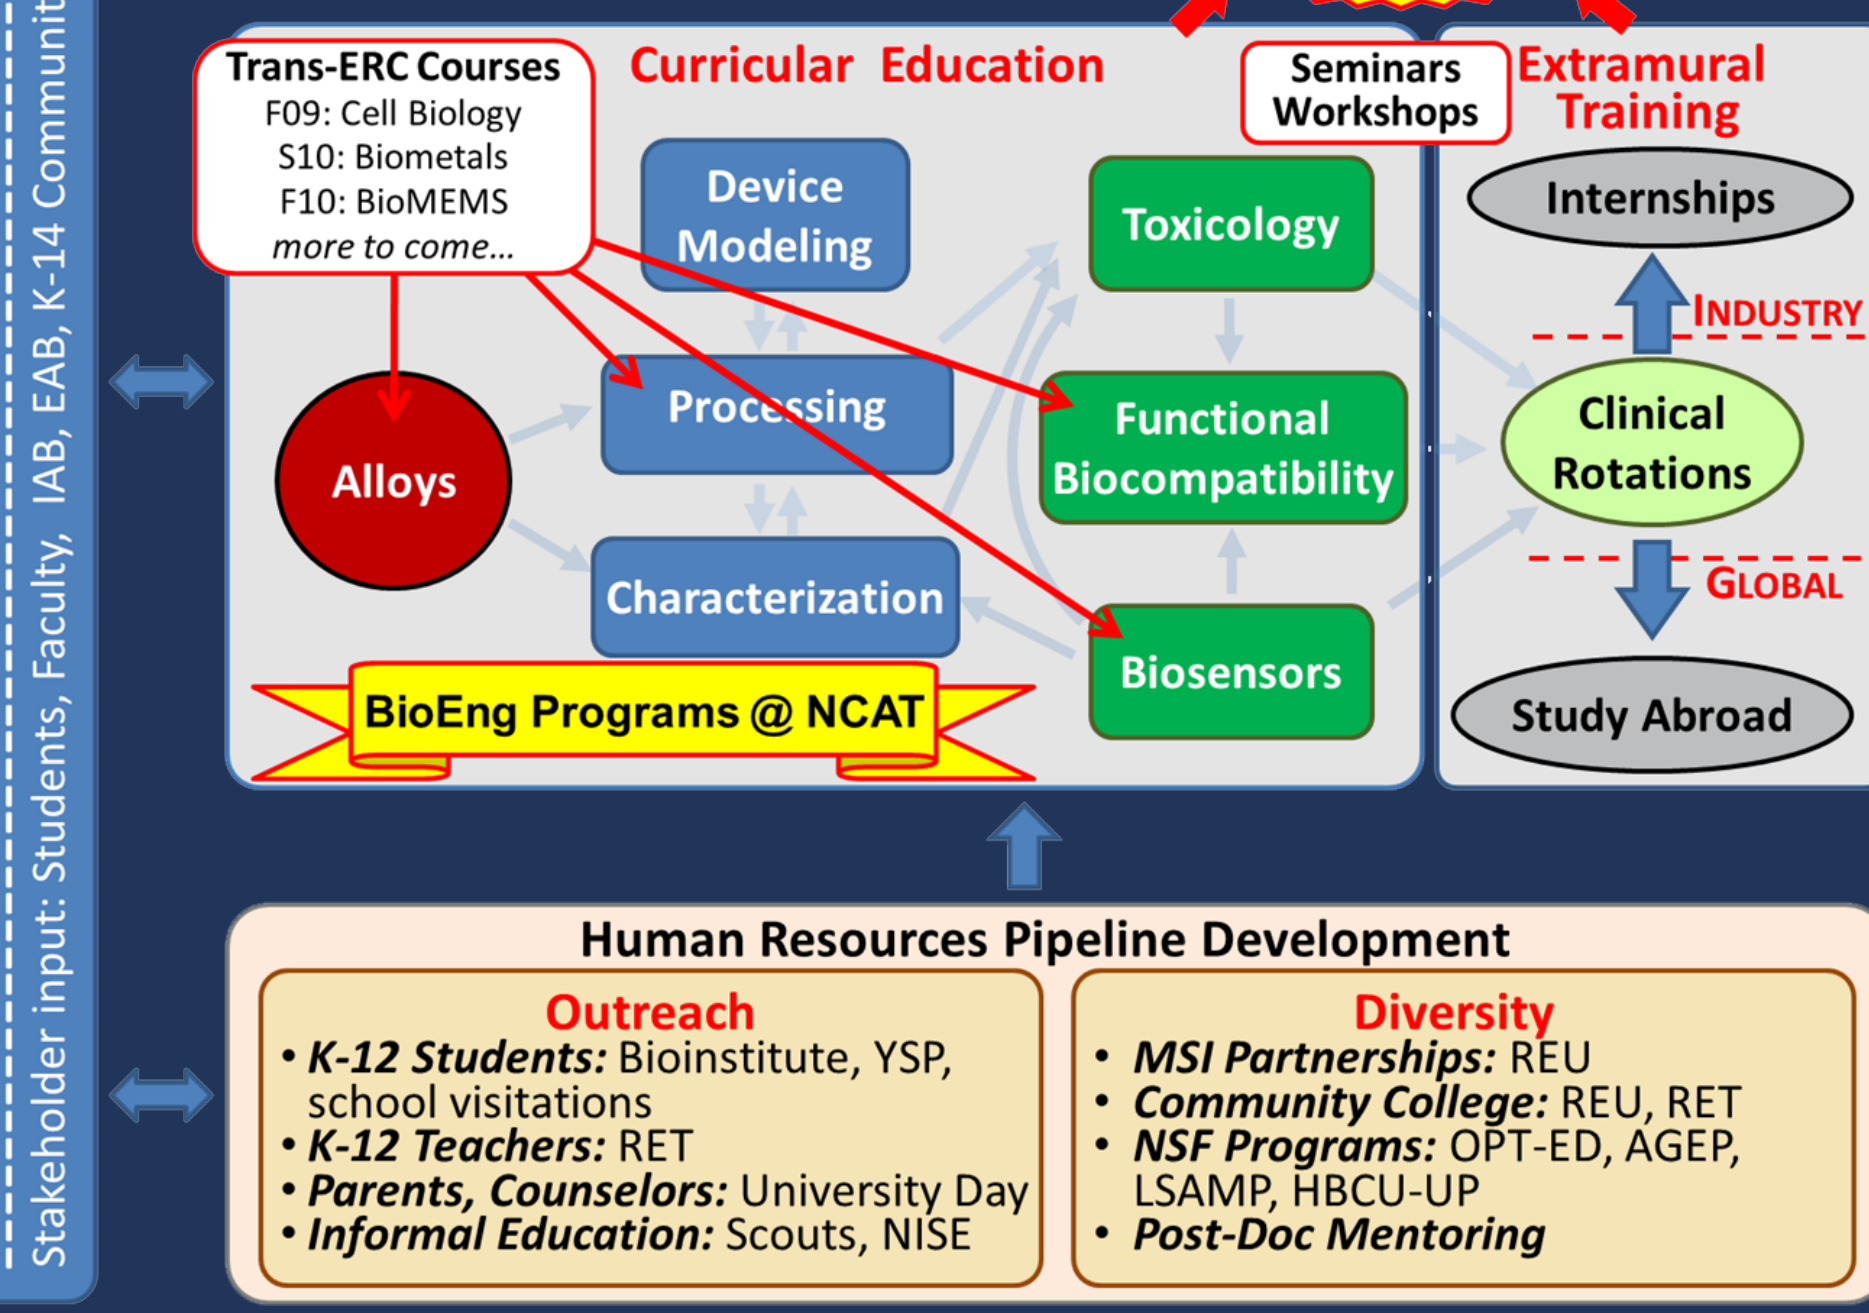 Stakeholder input: Students, Faculty, IAB, EAB, K-14
Trans-ERC Courses
F09: Cell Biology
S10: Biometals
F10: BioMEMS
more to come...
Curricular Education
Seminars
Workshops
Extramural
Training
Device
Modeling
Toxicology
Internships
INDUSTRY
Processing
Functional
Biocompatibility
Clinical
Rotations
Alloys
Characterization
GLOBAL
Biosensors
Study Abroad
BioEng Programs @ NCAT
Human Resources Pipeline Development
Outreach
• K-12 Students: Bioinstitute, YSP,
school visitations
• K-12 Teachers: RET
• Parents, Counselors: University Day
• Informal Education: Scouts, NISE
Diversity
• MSI Partnerships: REU
• Community College: REU, RET
• NSF Programs: OPT-ED, AGEP,
LSAMP, HBCU-UP
• Post-Doc Mentoring